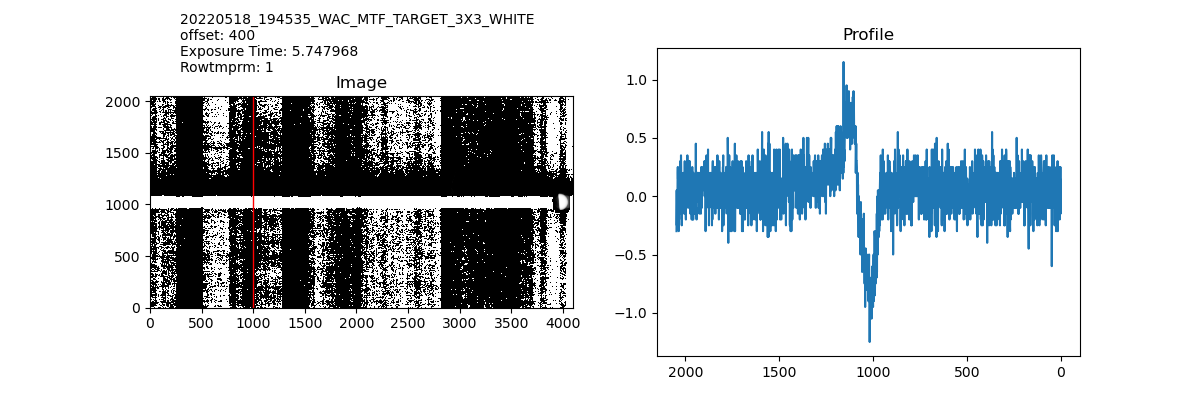 20220518_194535_WAC_MTF_TARGET_3X3_WHITE
offset: 400
Exposure Time: 5.747968
Rowtmprm: 1
Image
2000
1500
1000
500
0
0 500 1000 1500 2000 2500 3000 3500 4000
Profile
1.0
0.5
0.0
−0.5
−1.0
2000 1500 1000 500 0